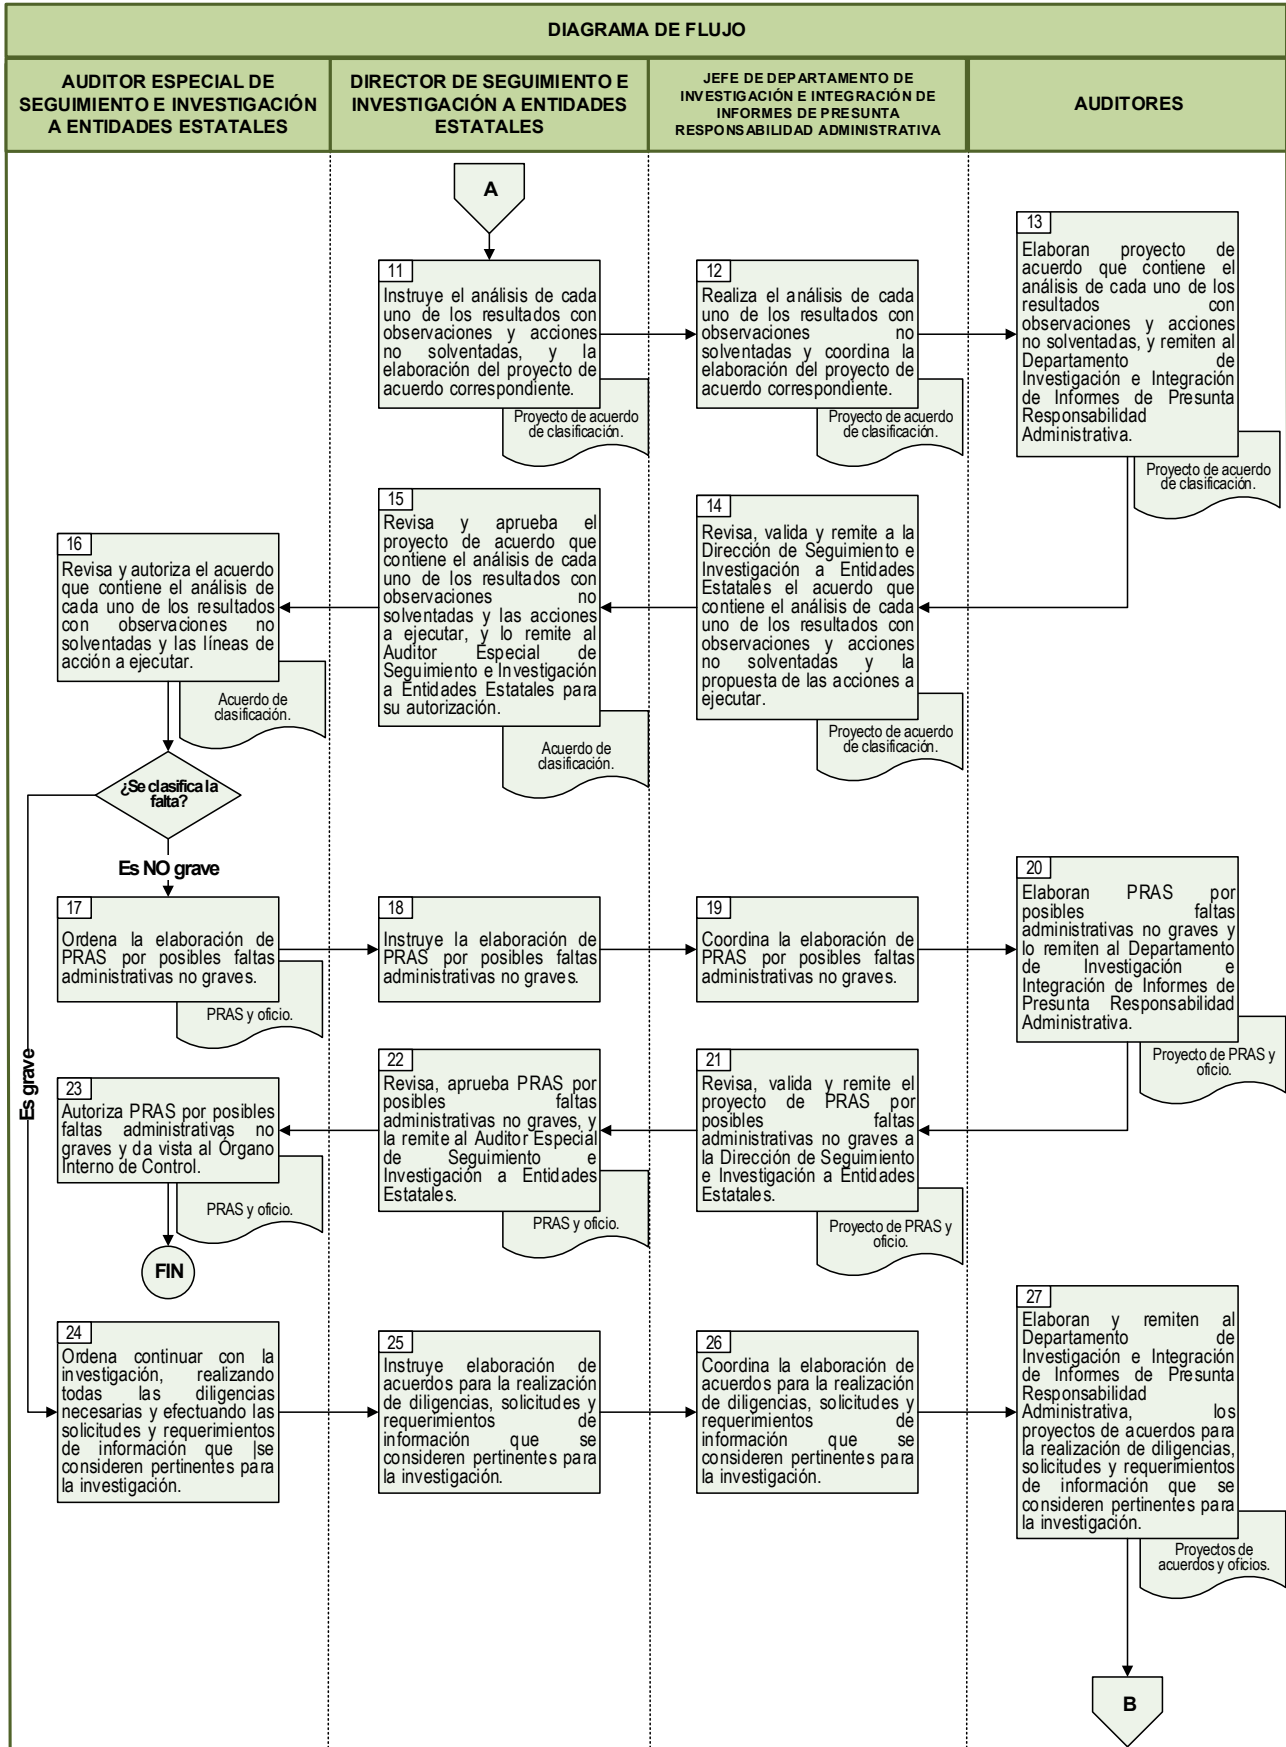 DIAGRAMA DE FLUJO
AUDITOR ESPECIAL DE
SEGUIMIENTO E INVESTIGACIÓN
A ENTIDADES ESTATALES
DIRECTOR DE SEGUIMIENTO E
INVESTIGACIÓN A ENTIDADES
ESTATALES
JEFE DE DEPARTAMENTO DE
INVESTIGACIÓN E INTEGRACIÓN DE
INFORMES DE PRESUNTA
RESPONSABILIDAD ADMINISTRATIVA
AUDITORES
A
11
Instruye el análisis de cada
uno de los resultados con
observaciones y acciones
no solventadas, y la
elaboración del proyecto de
acuerdo correspondiente.
Proyecto de acuerdo
de clasificación.
12
Realiza el análisis de cada
uno de los resultados con
observaciones no
solventadas y coordina la
elaboración del proyecto de
acuerdo correspondiente.
Proyecto de acuerdo
de clasificación.
13
Elaboran proyecto de
acuerdo que contiene el
análisis de cada uno de los
resultados con
observaciones y acciones
no solventadas, y remiten al
Departamento de
Investigación e Integración
de Informes de Presunta
Responsabilidad
Administrativa.
Proyecto de acuerdo
de clasificación.
14
Revisa, valida y remite a la
Dirección de Seguimiento e
Investigación a Entidades
Estatales el acuerdo que
contiene el análisis de cada
uno de los resultados con
observaciones y acciones
no solventadas y la
propuesta de las acciones a
ejecutar.
Proyecto de acuerdo
de clasificación.
15
Revisa y aprueba el
proyecto de acuerdo que
contiene el análisis de cada
uno de los resultados con
observaciones no
solventadas y las acciones
a ejecutar, y lo remite al
Auditor Especial de
Seguimiento e Investigación
a Entidades Estatales para
su autorización.
Acuerdo de
clasificación.
16
Revisa y autoriza el acuerdo
que contiene el análisis de
cada uno de los resultados
con observaciones no
solventadas y las líneas de
acción a ejecutar.
Acuerdo de
clasificación.
¿Se clasifica la
falta?
Es NO grave
Es grave
17
Ordena la elaboración de
PRAS por posibles faltas
administrativas no graves.
PRAS y oficio.
18
Instruye la elaboración de
PRAS por posibles faltas
administrativas no graves.
19
Coordina la elaboración de
PRAS por posibles faltas
administrativas no graves.
20
Elaboran PRAS por
posibles faltas
administrativas no graves y
lo remiten al Departamento
de Investigación e
Integración de Informes de
Presunta Responsabilidad
Administrativa.
Proyecto de PRAS y
oficio.
21
Revisa, valida y remite el
proyecto de PRAS por
posibles faltas
administrativas no graves a
la Dirección de Seguimiento
e Investigación a Entidades
Estatales.
Proyecto de PRAS y
oficio.
22
Revisa, aprueba PRAS por
posibles faltas
administrativas no graves, y
la remite al Auditor Especial
de Seguimiento e
Investigación a Entidades
Estatales.
PRAS y oficio.
23
Autoriza PRAS por posibles
faltas administrativas no
graves y da vista al Órgano
Interno de Control.
PRAS y oficio.
FIN
24
Ordena continuar con la
investigación, realizando
todas las diligencias
necesarias y efectuando las
solicitudes y requerimientos
de información que |se
consideren pertinentes para
la investigación.
25
Instruye elaboración de
acuerdos para la realización
de diligencias, solicitudes y
requerimientos de
información que se
consideren pertinentes para
la investigación.
26
Coordina la elaboración de
acuerdos para la realización
de diligencias, solicitudes y
requerimientos de
información que se
consideren pertinentes para
la investigación.
27
Elaboran y remiten al
Departamento de
Investigación e Integración
de Informes de Presunta
Responsabilidad
Administrativa, los
proyectos de acuerdos para
la realización de diligencias,
solicitudes y requerimientos
de información que se
consideren pertinentes para
la investigación.
Proyectos de
acuerdos y oficios.
B